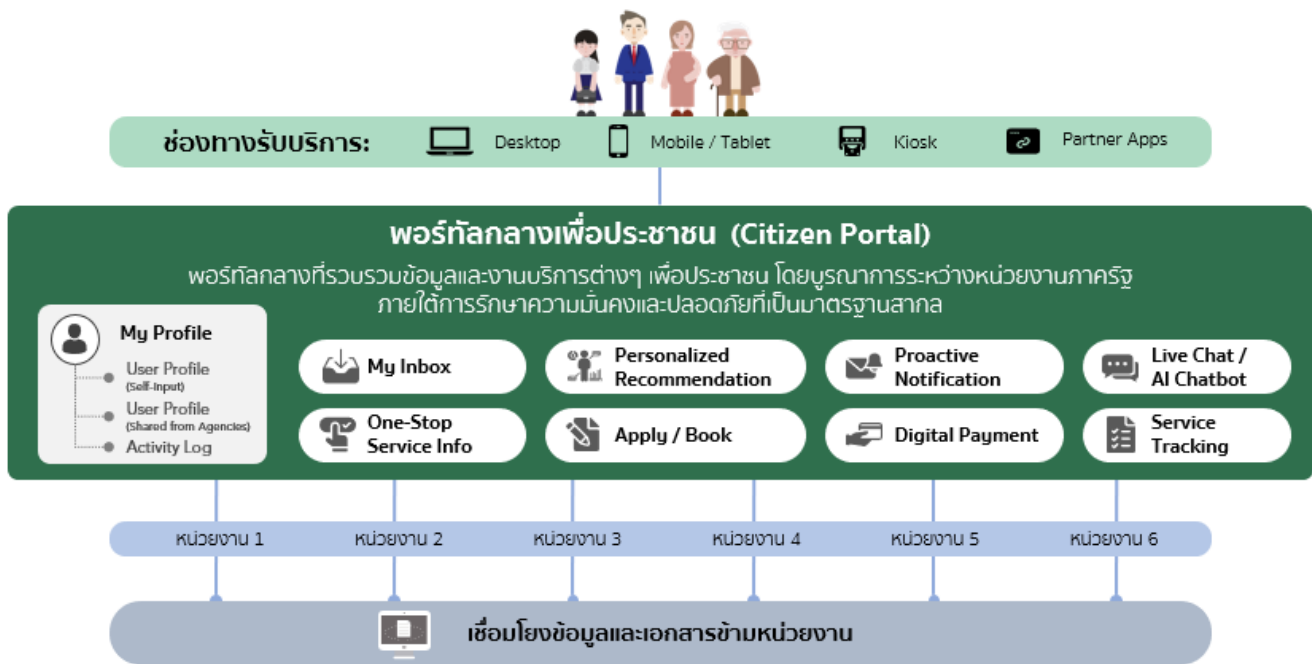 ช่องทางรับบริการ: Desktop Mobile / Tablet Kiosk Partner Apps
พอร์ทัลกลางเพื่อประชาชน (Citizen Portal)
พอร์ทัลกลางที่รวบรวมข้อมูลและงานบริการต่างๆ เพื่อประชาชน โดยบูรณาการระหว่างหน่วยงานภาครัฐ
ภายใต้การรักษาความมั่นคงและปลอดภัยที่เป็นมาตรฐานสากล
My Profile
User Profile
(Self-Input)
User Profile
(Shared from Agencies)
Activity Log
My Inbox
Personalized
Recommendation
Proactive
Notification
Live Chat /
AI Chatbot
One-Stop
Service Info
Apply / Book
Digital Payment
Service
Tracking
หน่วยงาน 1 หน่วยงาน 2 หน่วยงาน 3 หน่วยงาน 4 หน่วยงาน 5 หน่วยงาน 6
เชื่อมโยงข้อมูลและเอกสารข้ามหน่วยงาน